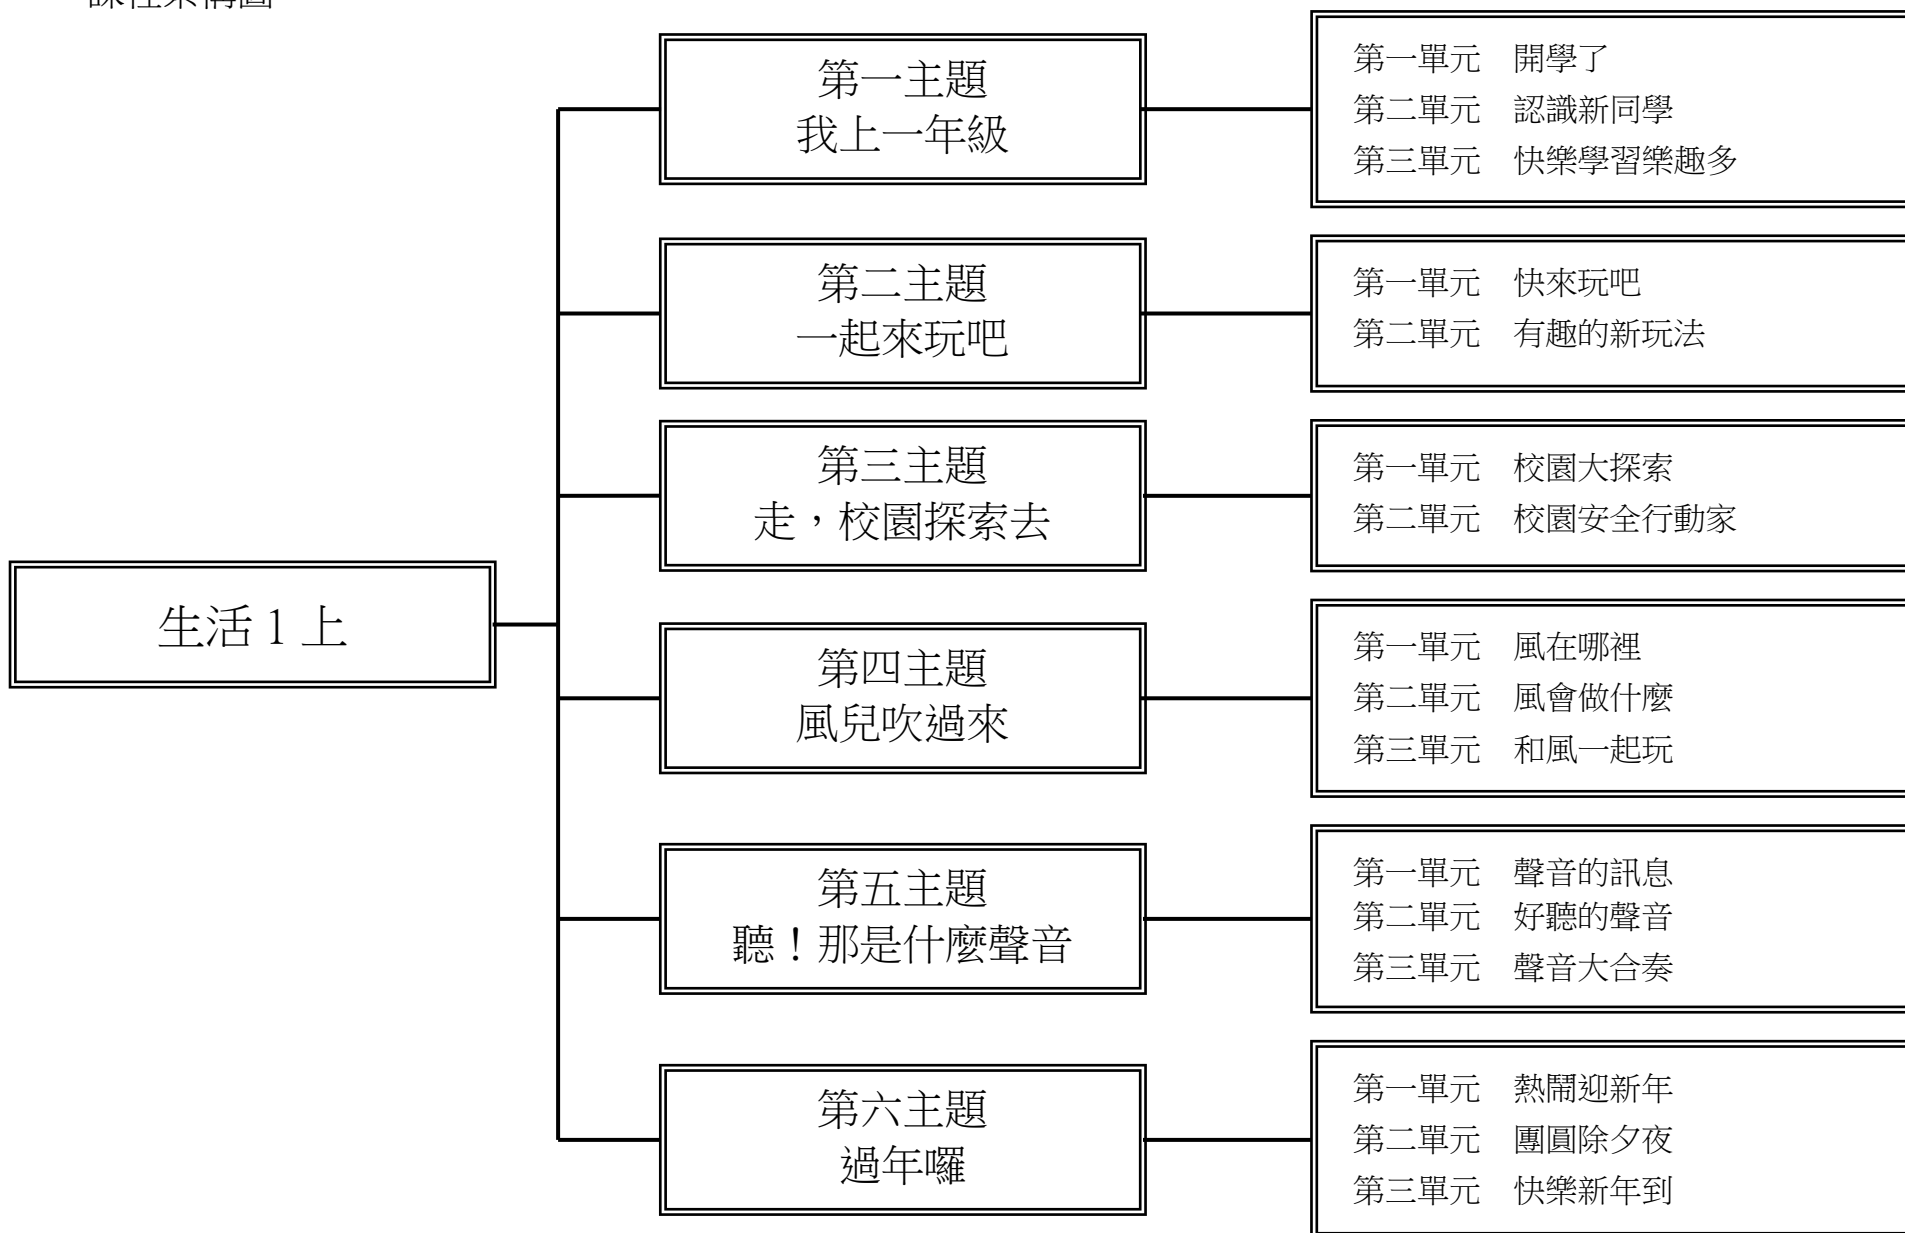 課程架構圖
生活 1 上
第一主題
我上一年級
第一單元　開學了
第二單元　認識新同學
第三單元　快樂學習樂趣多
第二主題
一起來玩吧
第一單元　快來玩吧
第二單元　有趣的新玩法
第三主題
走，校園探索去
第一單元　校園大探索
第二單元　校園安全行動家
第四主題
風兒吹過來
第一單元　風在哪裡
第二單元　風會做什麼
第三單元　和風一起玩
第五主題
聽！那是什麼聲音
第一單元　聲音的訊息
第二單元　好聽的聲音
第三單元　聲音大合奏
第六主題
過年囉
第一單元　熱鬧迎新年
第二單元　團圓除夕夜
第三單元　快樂新年到